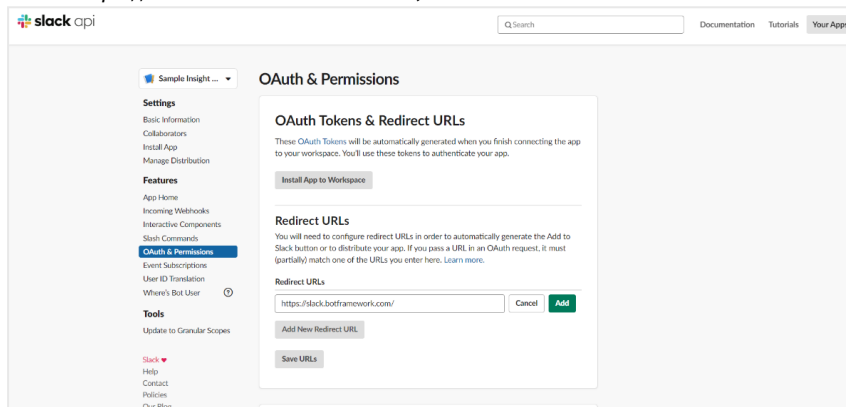 slack api
Search
Documentation Tutorials Your Apps
Sample Insight ...
OAuth & Permissions
Settings
Basic Information
Collaborators
Install App
Manage Distribution
Features
App Home
Incoming Webhooks
Interactive Components
Slash Commands
OAuth & Permissions
Event Subscriptions
User ID Translation
Where's Bot User
Tools
Update to Granular Scopes
Slack ♥
Help
Contact
Policies
Our Blog
OAuth Tokens & Redirect URLs
These OAuth Tokens will be automatically generated when you finish connecting the app
to your workspace. You'll use these tokens to authenticate your app.
Install App to Workspace
Redirect URLs
You will need to configure redirect URLs in order to automatically generate the Add to
Slack button or to distribute your app. If you pass a URL in an OAuth request, it must
(partially) match one of the URLs you enter here. Learn more.
Redirect URLs
https://slack.botframework.com/
Cancel Add
Add New Redirect URL
Save URLs